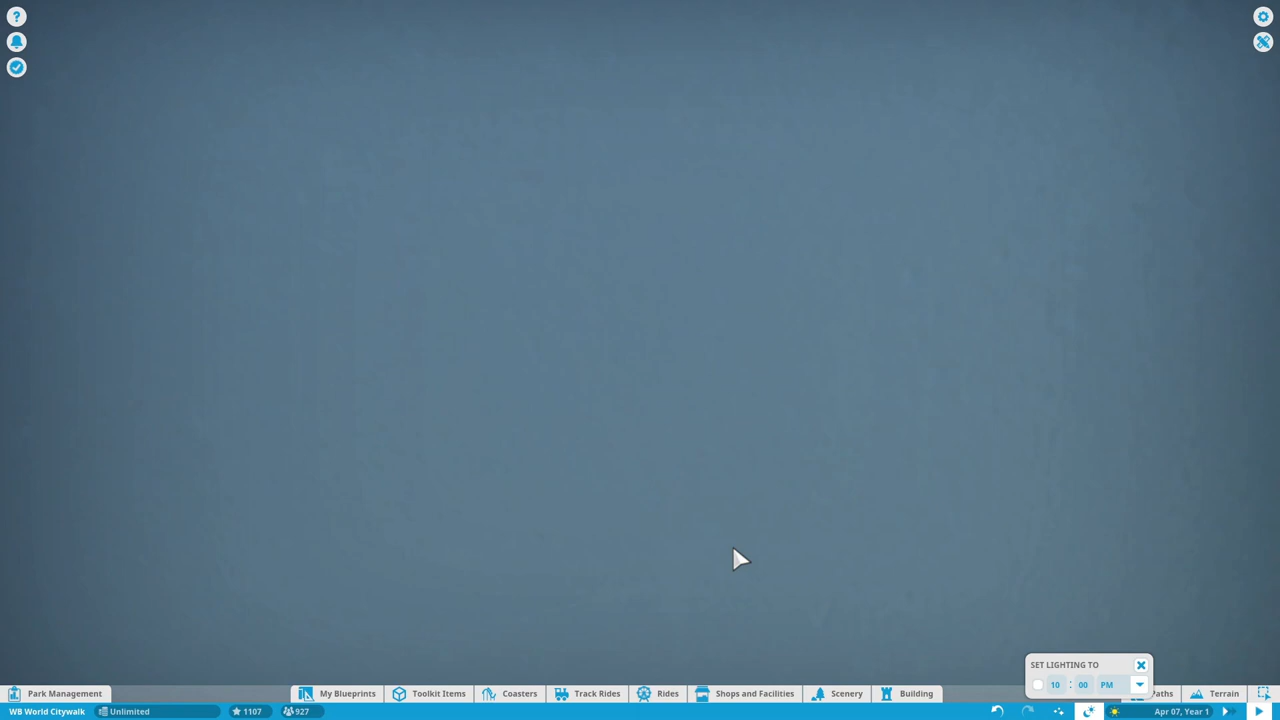 ?
SET LIGHTING TO
10 : 00 PM
Park Management
My Blueprints
Toolkit Items
Coasters
Track Rides
Rides
Shops and Facilities
Scenery
Building
Paths
Terrain
WB World Citywalk
Unlimited
1107
927
Apr 07, Year 1